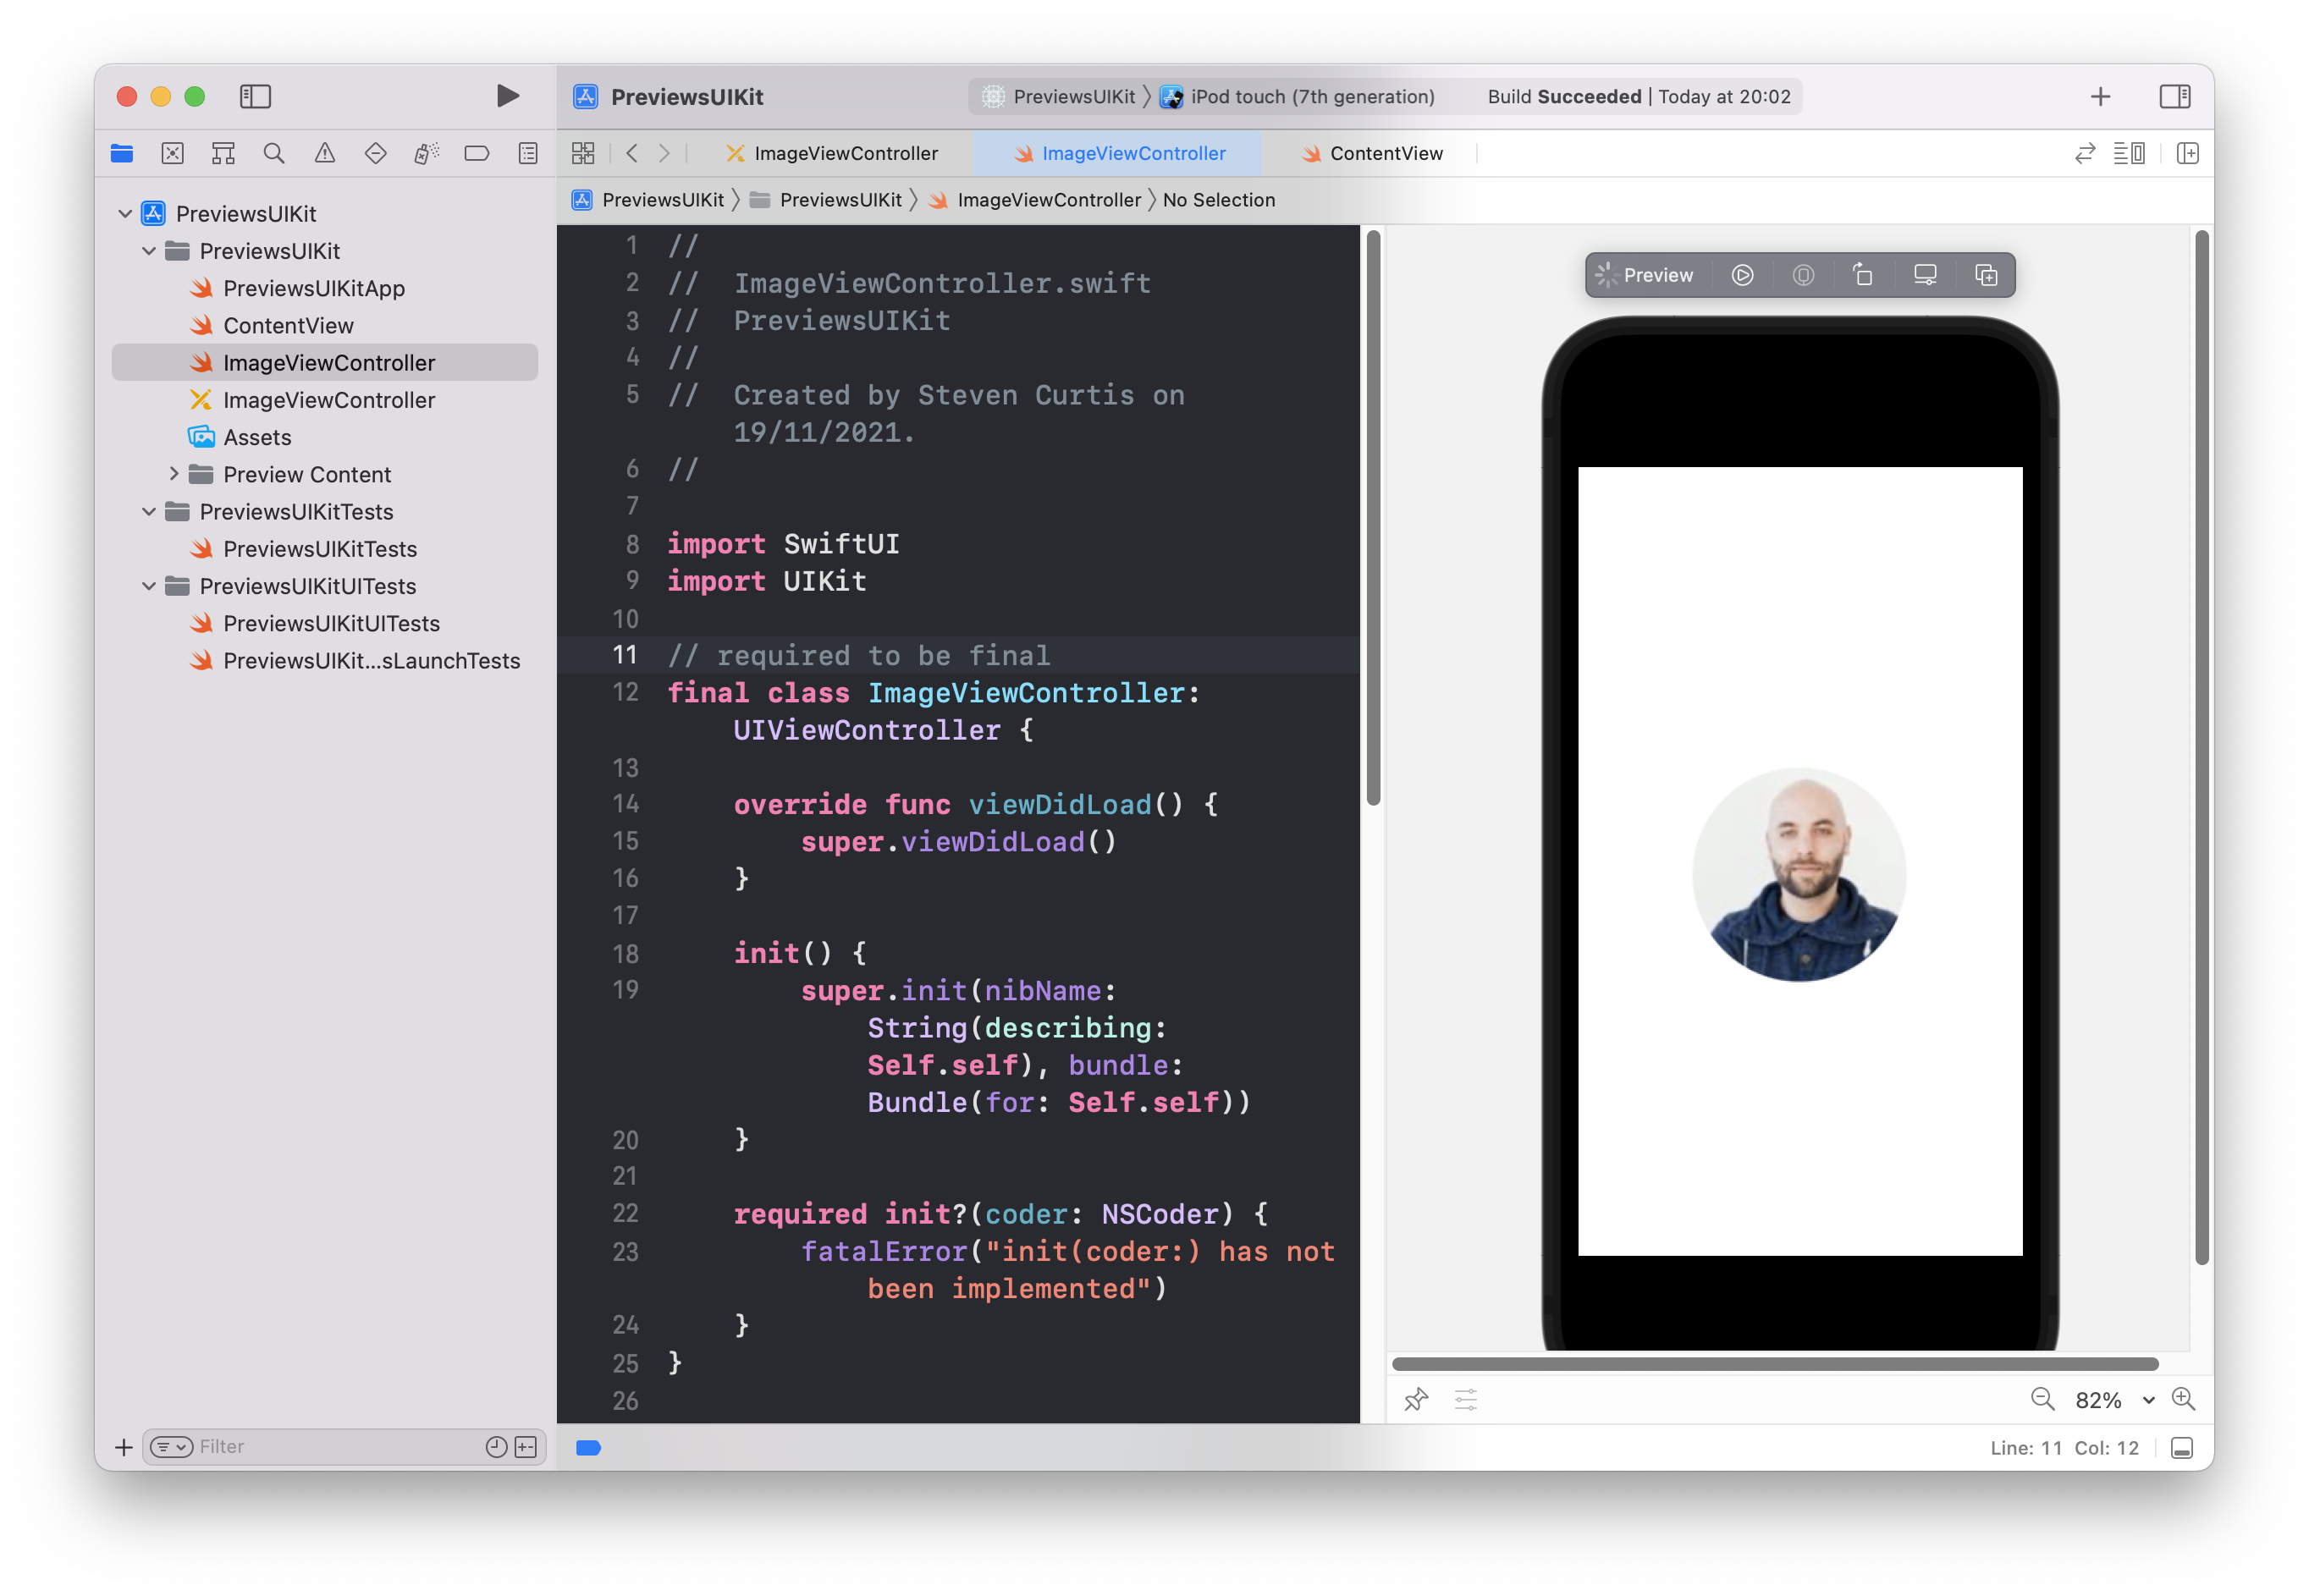 PreviewsUIKit
PreviewsUIKit iPod touch (7th generation) Build Succeeded | Today at 20:02
ImageViewController ImageViewController ContentView
PreviewsUIKit PreviewsUIKit ImageViewController No Selection
PreviewsUIKit
PreviewsUIKit
PreviewsUIKitApp
ContentView
ImageViewController
ImageViewController
Assets
Preview Content
PreviewsUIKitTests
PreviewsUIKitTests
PreviewsUIKitUITests
PreviewsUIKitUITests
PreviewsUIKit...sLaunchTests
Filter
1 //
2 //  ImageViewController.swift
3 //  PreviewsUIKit
4 //
5 //  Created by Steven Curtis on
19/11/2021.
6 //
7
8 import SwiftUI
9 import UIKit
10
11 // required to be final
12 final class ImageViewController:
UIViewController {
13
14 override func viewDidLoad() {
15 super.viewDidLoad()
16 }
17
18 init() {
19 super.init(nibName:
String(describing:
Self.self), bundle:
Bundle(for: Self.self))
20 }
21
22 required init?(coder: NSCoder) {
23 fatalError("init(coder:) has not
been implemented")
24 }
25 }
26
Preview
82%
Line: 11 Col: 12